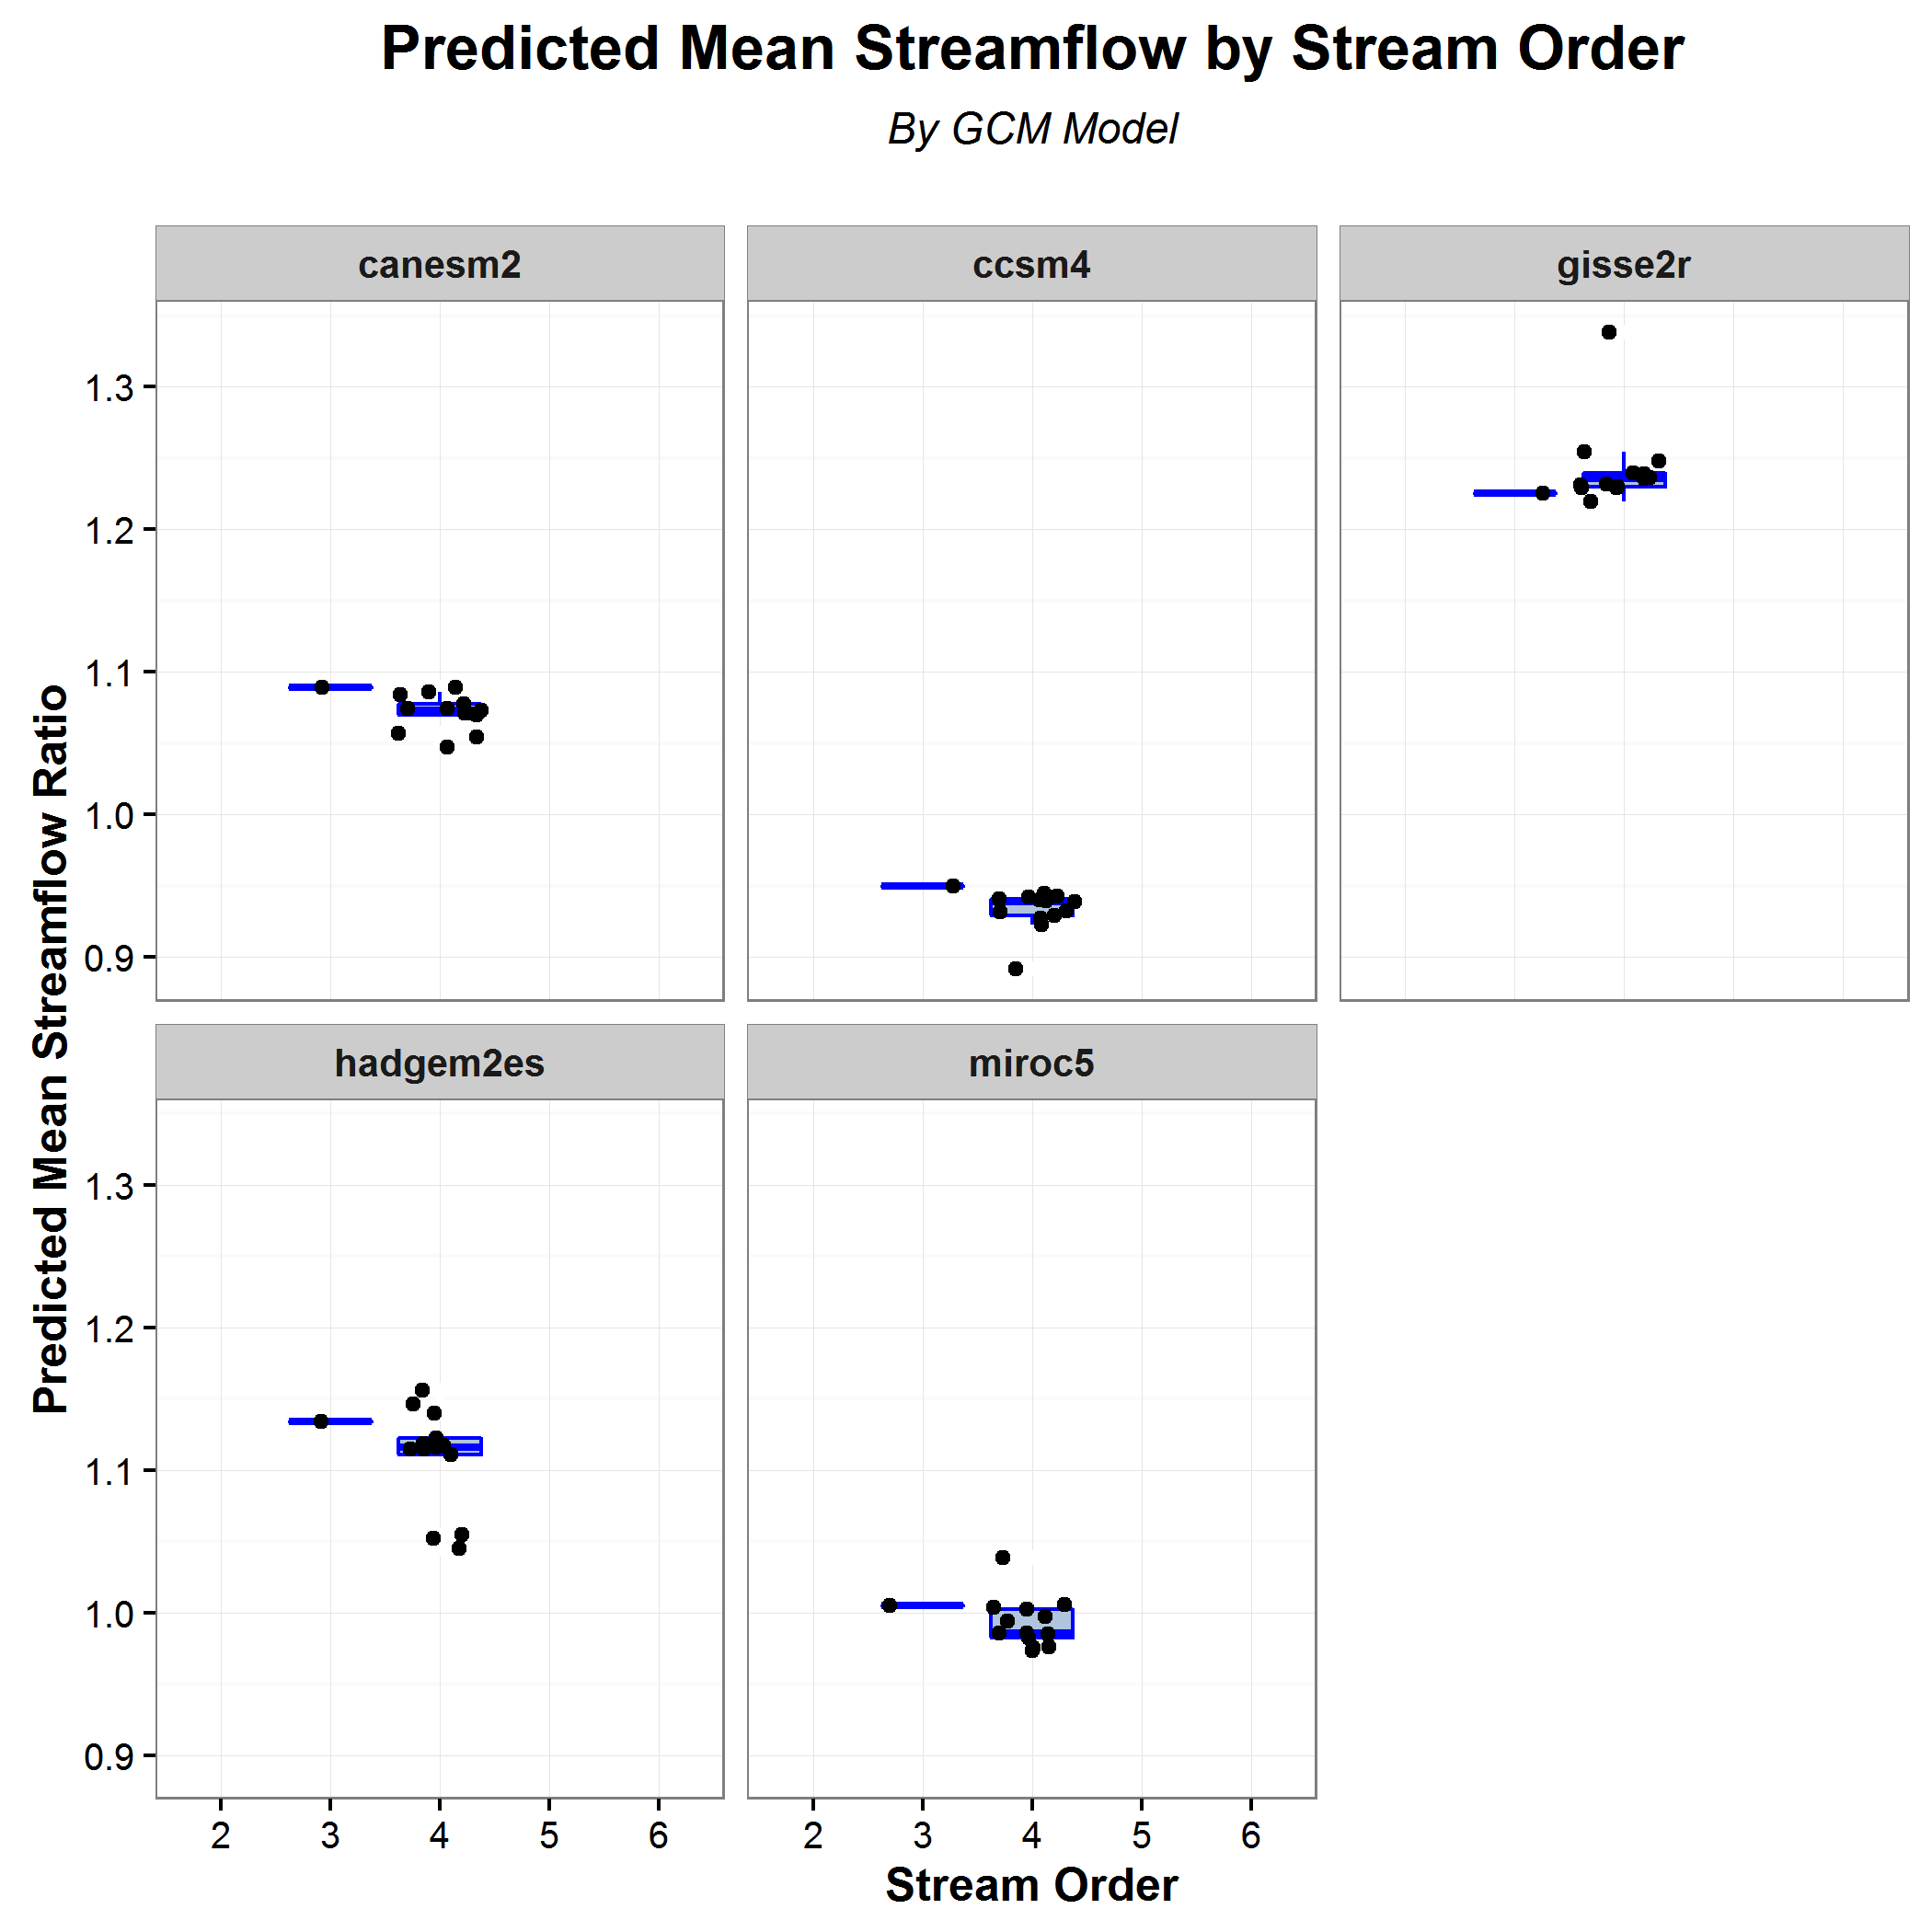 Predicted Mean Streamflow by Stream Order
By GCM Model
canesm2
ccsm4
gisse2r
1.3
1.2
1.1
1.0
0.9
Predicted Mean Streamflow Ratio
hadgem2es
miroc5
1.3
1.2
1.1
1.0
0.9
2 3 4 5 6
2 3 4 5 6
Stream Order